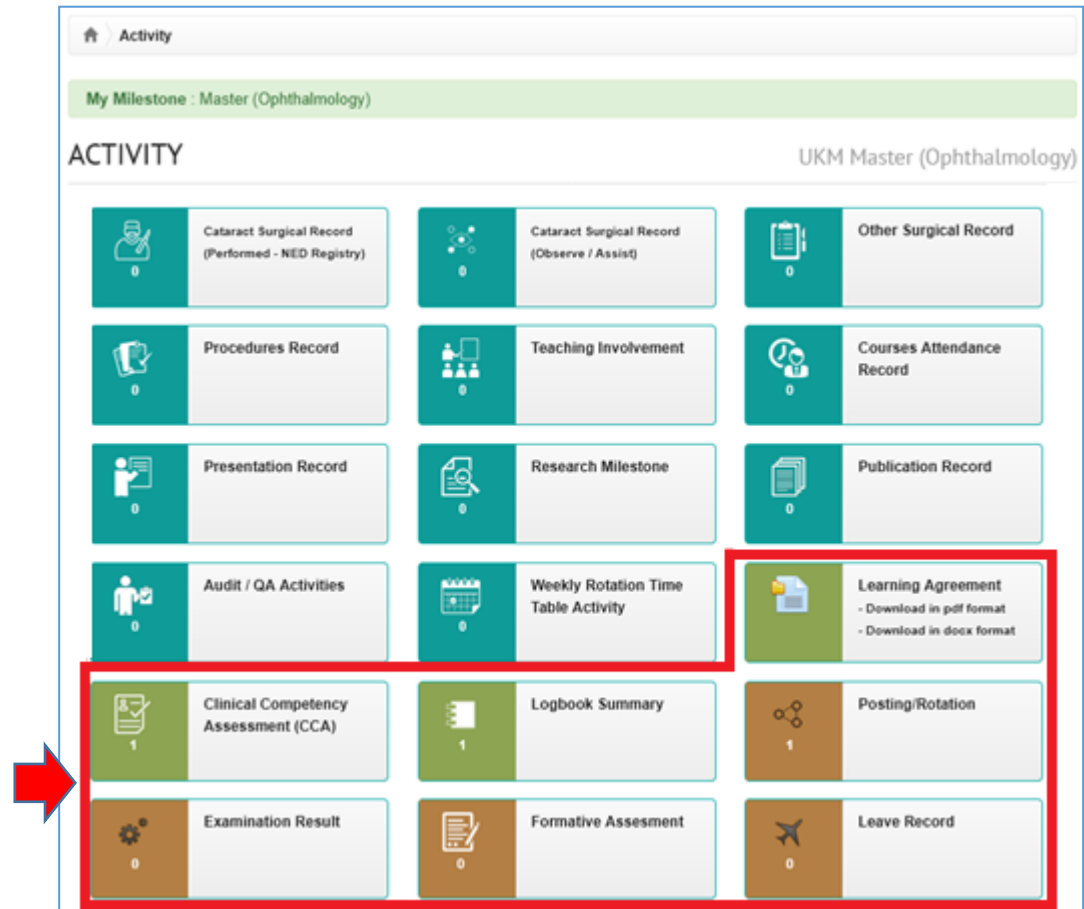 Activity
My Milestone : Master (Ophthalmology)
ACTIVITY
UKM Master (Ophthalmology)
Cataract Surgical Record
(Performed - NED Registry)
0
Cataract Surgical Record
(Observe / Assist)
0
Other Surgical Record
0
Procedures Record
0
Teaching Involvement
0
Courses Attendance
Record
0
Presentation Record
0
Research Milestone
0
Publication Record
0
Audit / QA Activities
0
Weekly Rotation Time
Table Activity
0
Learning Agreement
- Download in pdf format
- Download in docx format
Clinical Competency
Assessment (CCA)
1
Logbook Summary
1
Posting/Rotation
1
Examination Result
0
Formative Assesment
0
Leave Record
0